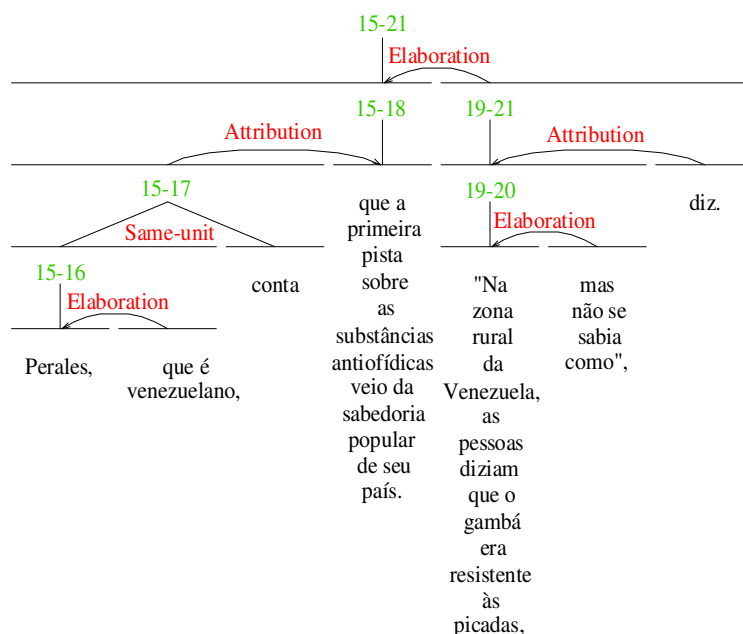 15-21
Elaboration
15-18
19-21
Attribution
Attribution
15-17
Same-unit
que a
primeira
pista
sobre
as
substâncias
antiofídicas
veio da
sabedoria
popular
de seu
país.
19-20
Elaboration
diz.
15-16
Elaboration
conta
"Na
zona
rural
da
Venezuela,
as
pessoas
diziam
que o
gambá
era
resistente
às
picadas,
mas
não se
sabia
como",
Perales,
que é
venezuelano,